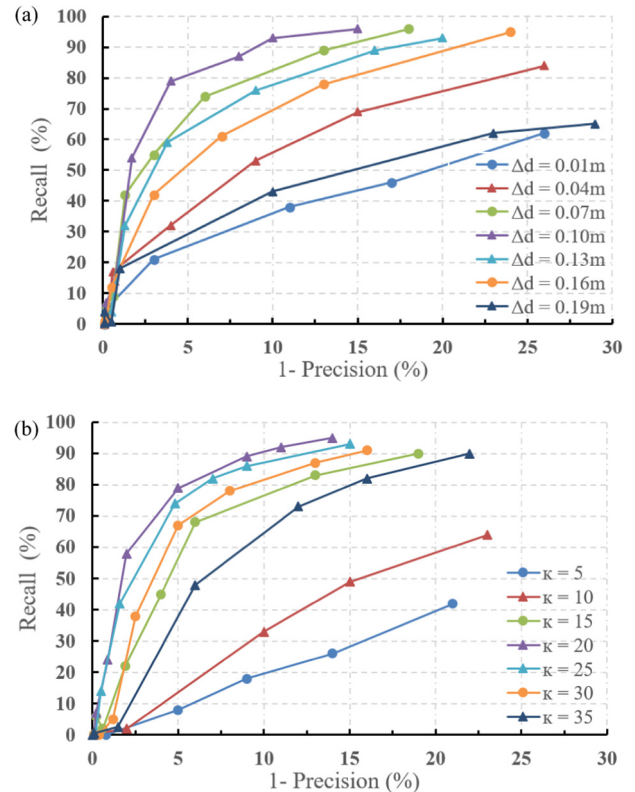 (a)
100
90
80
70
60
50
40
30
20
10
0
Recall (%)
Δd = 0.01m
Δd = 0.04m
Δd = 0.07m
Δd = 0.10m
Δd = 0.13m
Δd = 0.16m
Δd = 0.19m
0 5 10 15 20 25 30
1- Precision (%)
(b)
100
90
80
70
60
50
40
30
20
10
0
Recall (%)
κ = 5
κ = 10
κ = 15
κ = 20
κ = 25
κ = 30
κ = 35
0 5 10 15 20 25 30
1- Precision (%)